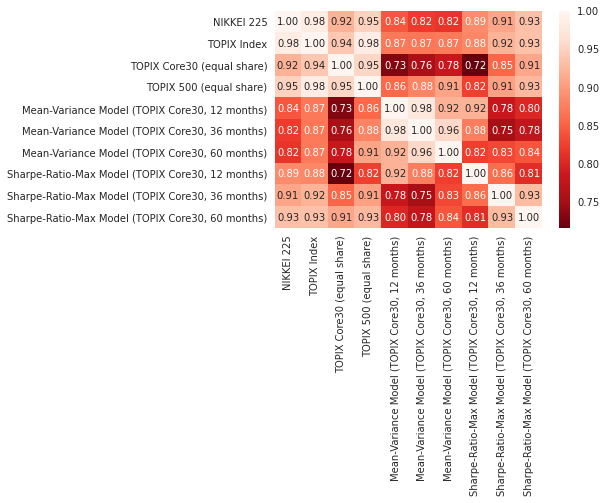 NIKKEI 225 1.00 0.98 0.92 0.95 0.84 0.82 0.82 0.89 0.91 0.93
TOPIX Index 0.98 1.00 0.94 0.98 0.87 0.87 0.87 0.88 0.92 0.93
TOPIX Core30 (equal share) 0.92 0.94 1.00 0.95 0.73 0.76 0.78 0.72 0.85 0.91
TOPIX 500 (equal share) 0.95 0.98 0.95 1.00 0.86 0.88 0.91 0.82 0.91 0.93
Mean-Variance Model (TOPIX Core30, 12 months) 0.84 0.87 0.73 0.86 1.00 0.98 0.92 0.92 0.78 0.80
Mean-Variance Model (TOPIX Core30, 36 months) 0.82 0.87 0.76 0.88 0.98 1.00 0.96 0.88 0.75 0.78
Mean-Variance Model (TOPIX Core30, 60 months) 0.82 0.87 0.78 0.91 0.92 0.96 1.00 0.82 0.83 0.84
Sharpe-Ratio-Max Model (TOPIX Core30, 12 months) 0.89 0.88 0.72 0.82 0.92 0.88 0.82 1.00 0.86 0.81
Sharpe-Ratio-Max Model (TOPIX Core30, 36 months) 0.91 0.92 0.85 0.91 0.78 0.75 0.83 0.86 1.00 0.93
Sharpe-Ratio-Max Model (TOPIX Core30, 60 months) 0.93 0.93 0.91 0.93 0.80 0.78 0.84 0.81 0.93 1.00
NIKKEI 225
TOPIX Index
TOPIX Core30 (equal share)
TOPIX 500 (equal share)
Mean-Variance Model (TOPIX Core30, 12 months)
Mean-Variance Model (TOPIX Core30, 36 months)
Mean-Variance Model (TOPIX Core30, 60 months)
Sharpe-Ratio-Max Model (TOPIX Core30, 12 months)
Sharpe-Ratio-Max Model (TOPIX Core30, 36 months)
Sharpe-Ratio-Max Model (TOPIX Core30, 60 months)
1.00
0.95
0.90
0.85
0.80
0.75